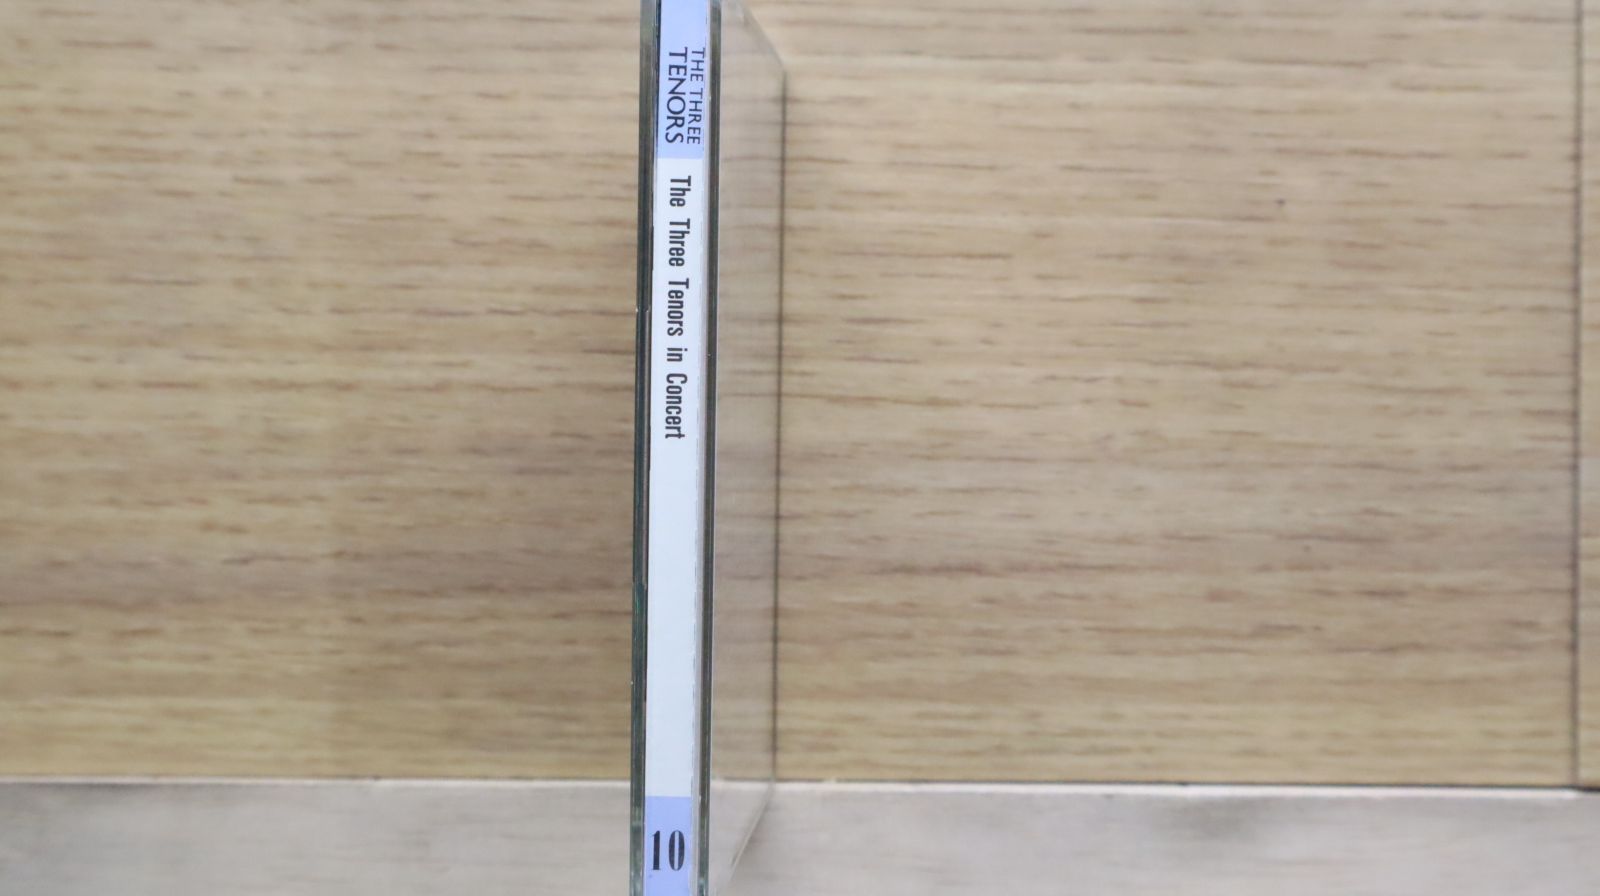 THE THREE
TENORS
The Three Tenors in Concert
10